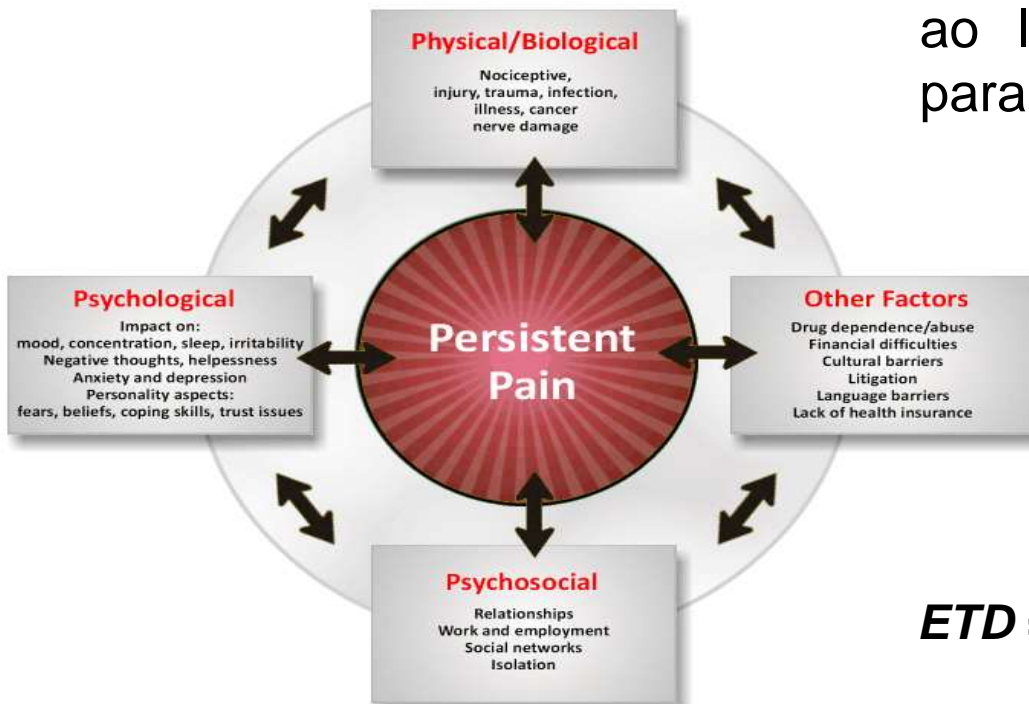 ao
para
Physical/Biological
Nociceptive,
injury, trauma, infection,
illness, cancer
nerve damage
Psychological
Impact on:
mood, concentration, sleep, irritability
Negative thoughts, helpessness
Anxiety and depression
Personality aspects:
fears, beliefs, coping skills, trust issues
Persistent
Pain
Other Factors
Drug dependence/abuse
Financial difficulties
Cultural barriers
Litigation
Language barriers
Lack of health insurance
Psychosocial
Relationships
Work and employment
Social networks
Isolation
ETD